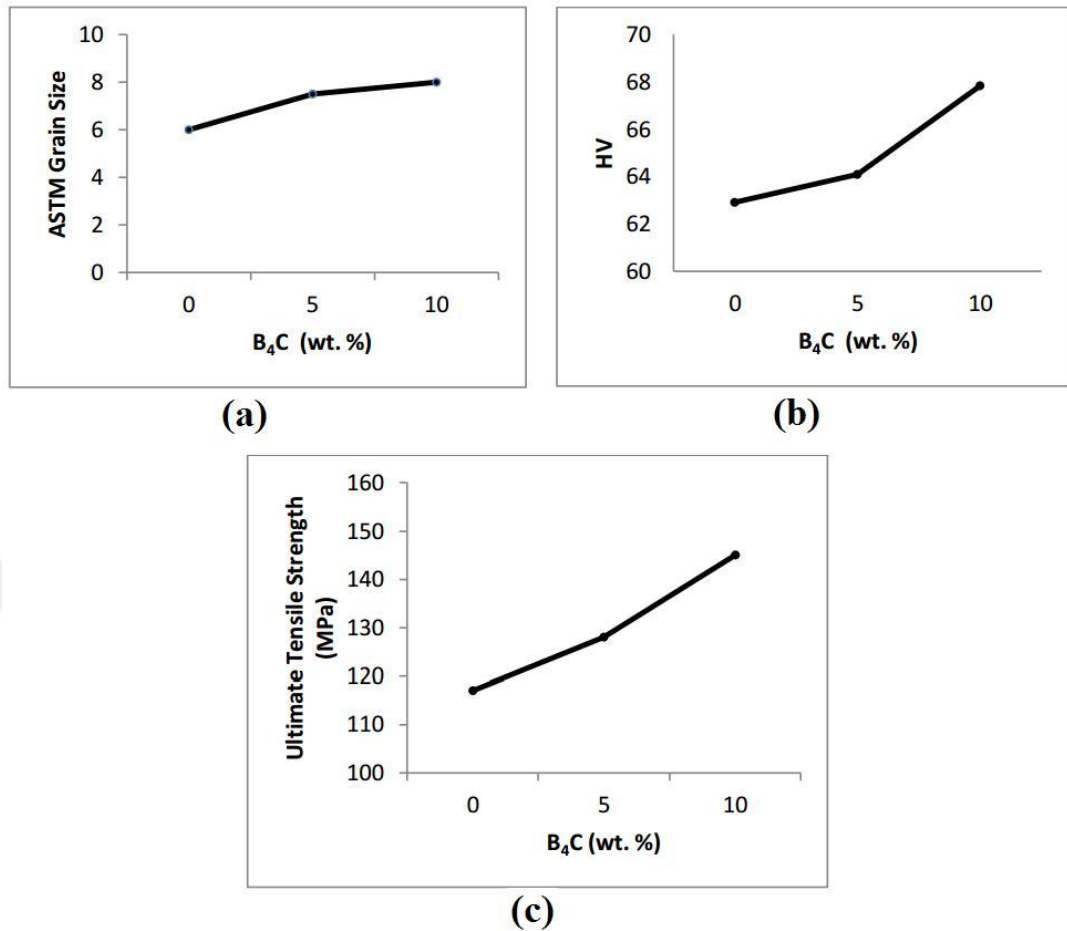 10
8
6
4
2
0
ASTM Grain Size
0 5 10
B₄C (wt. %)
(a)
70
68
66
64
62
60
HV
0 5 10
B₄C (wt. %)
(b)
160
150
140
130
120
110
100
Ultimate Tensile Strength
(MPa)
0 5 10
B₄C (wt. %)
(c)